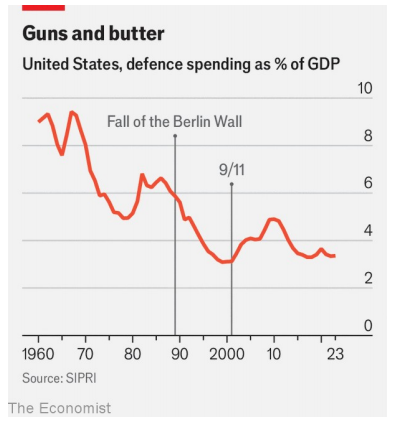 Guns and butter
United States, defence spending as % of GDP
10
Fall of the Berlin Wall
8
9/11
6
4
2
0
1960 70 80 90 2000 10 23
Source: SIPRI
The Economist